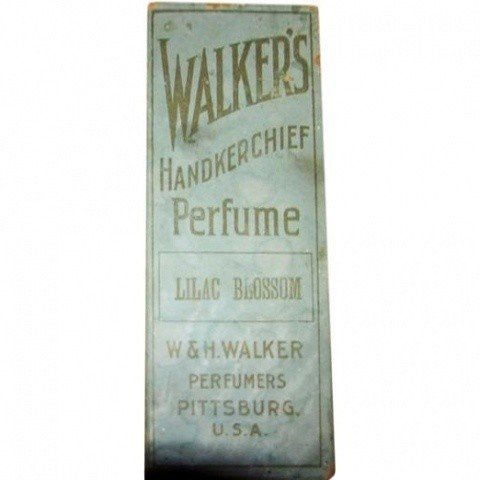 WALKER'S
HANDKERCHIEF
Perfume
LILAC BLOSSOM
W & H. WALKER
PERFUMERS
PITTSBURG,
U.S.A.